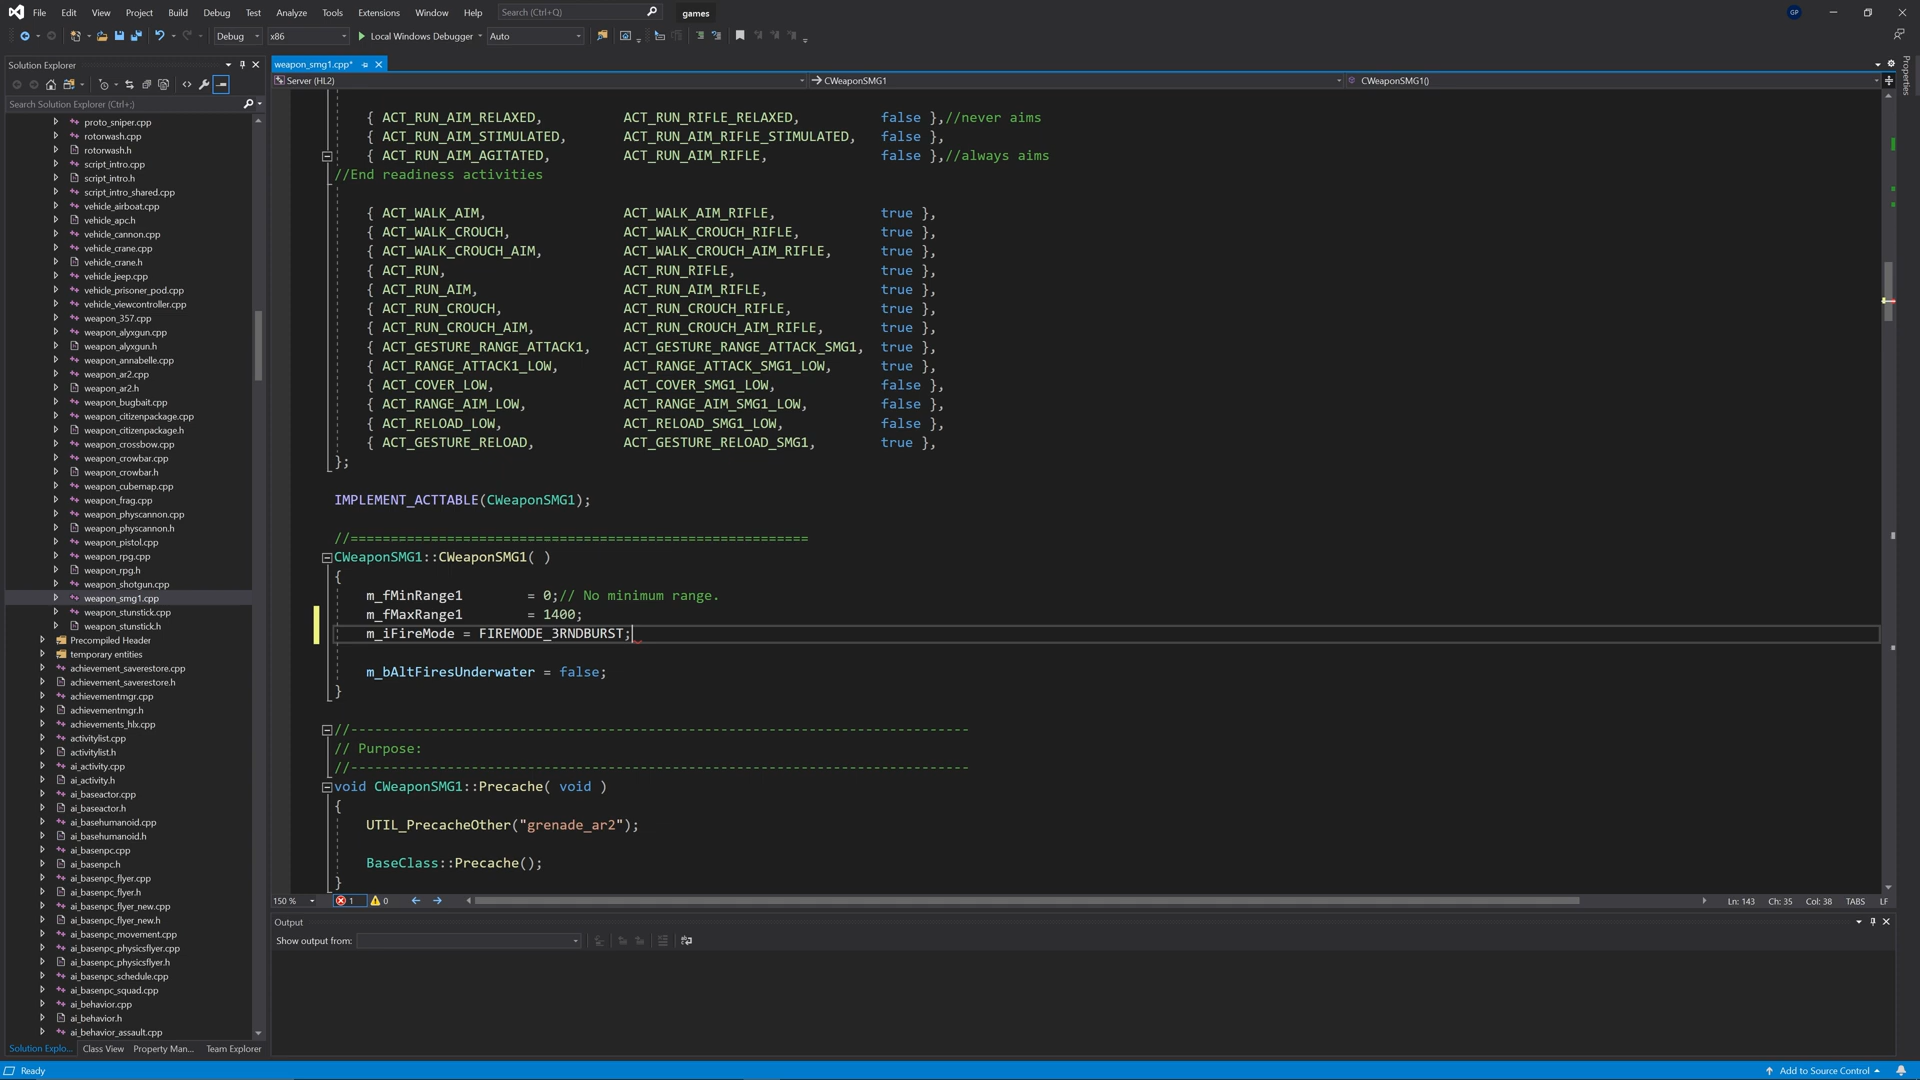 File Edit View Project Build Debug Test Analyze Tools Extensions Window Help Search (Ctrl+Q) games GP
Debug x86 Local Windows Debugger Auto
Solution Explorer
Search Solution Explorer (Ctrl+;)
proto_sniper.cpp
rotorwash.cpp
rotorwash.h
script_intro.cpp
script_intro.h
script_intro_shared.cpp
vehicle_airboat.cpp
vehicle_apc.h
vehicle_cannon.cpp
vehicle_crane.cpp
vehicle_crane.h
vehicle_jeep.cpp
vehicle_prisoner_pod.cpp
vehicle_viewcontroller.cpp
weapon_357.cpp
weapon_alyxgun.cpp
weapon_alyxgun.h
weapon_annabelle.cpp
weapon_ar2.cpp
weapon_ar2.h
weapon_bugbait.cpp
weapon_citizenpackage.cpp
weapon_citizenpackage.h
weapon_crossbow.cpp
weapon_crowbar.cpp
weapon_crowbar.h
weapon_cubemap.cpp
weapon_frag.cpp
weapon_physcannon.cpp
weapon_physcannon.h
weapon_pistol.cpp
weapon_rpg.cpp
weapon_rpg.h
weapon_shotgun.cpp
weapon_smg1.cpp
weapon_stunstick.cpp
weapon_stunstick.h
Precompiled Header
temporary entities
achievement_saverestore.cpp
achievement_saverestore.h
achievementmgr.cpp
achievementmgr.h
achievements_hlx.cpp
activitylist.cpp
activitylist.h
ai_activity.cpp
ai_activity.h
ai_baseactor.cpp
ai_baseactor.h
ai_basehumanoid.cpp
ai_basehumanoid.h
ai_basenpc.cpp
ai_basenpc.h
ai_basenpc_flyer.cpp
ai_basenpc_flyer.h
ai_basenpc_flyer_new.cpp
ai_basenpc_flyer_new.h
ai_basenpc_movement.cpp
ai_basenpc_physicsflyer.cpp
ai_basenpc_physicsflyer.h
ai_basenpc_schedule.cpp
ai_basenpc_squad.cpp
ai_behavior.cpp
ai_behavior.h
ai_behavior_assault.cpp
Solution Explo... Class View Property Man... Team Explorer
weapon_smg1.cpp*
Server (HL2) CWeaponSMG1 CWeaponSMG1()
{ ACT_RUN_AIM_RELAXED, ACT_RUN_RIFLE_RELAXED, false },//never aims
{ ACT_RUN_AIM_STIMULATED, ACT_RUN_AIM_RIFLE_STIMULATED, false },
{ ACT_RUN_AIM_AGITATED, ACT_RUN_AIM_RIFLE, false },//always aims
//End readiness activities
{ ACT_WALK_AIM, ACT_WALK_AIM_RIFLE, true },
{ ACT_WALK_CROUCH, ACT_WALK_CROUCH_RIFLE, true },
{ ACT_WALK_CROUCH_AIM, ACT_WALK_CROUCH_AIM_RIFLE, true },
{ ACT_RUN, ACT_RUN_RIFLE, true },
{ ACT_RUN_AIM, ACT_RUN_AIM_RIFLE, true },
{ ACT_RUN_CROUCH, ACT_RUN_CROUCH_RIFLE, true },
{ ACT_RUN_CROUCH_AIM, ACT_RUN_CROUCH_AIM_RIFLE, true },
{ ACT_GESTURE_RANGE_ATTACK1, ACT_GESTURE_RANGE_ATTACK_SMG1, true },
{ ACT_RANGE_ATTACK1_LOW, ACT_RANGE_ATTACK_SMG1_LOW, true },
{ ACT_COVER_LOW, ACT_COVER_SMG1_LOW, false },
{ ACT_RANGE_AIM_LOW, ACT_RANGE_AIM_SMG1_LOW, false },
{ ACT_RELOAD_LOW, ACT_RELOAD_SMG1_LOW, false },
{ ACT_GESTURE_RELOAD, ACT_GESTURE_RELOAD_SMG1, true },
};
IMPLEMENT_ACTTABLE(CWeaponSMG1);
//=========================================================
CWeaponSMG1::CWeaponSMG1( )
{
m_fMinRange1 = 0;// No minimum range.
m_fMaxRange1 = 1400;
m_iFireMode = FIREMODE_3RNDBURST;
m_bAltFiresUnderwater = false;
}
//-----------------------------------------------------------------------------
// Purpose:
//-----------------------------------------------------------------------------
void CWeaponSMG1::Precache( void )
{
UTIL_PrecacheOther("grenade_ar2");
BaseClass::Precache();
}
150 % 1 0 Ln: 143 Ch: 35 Col: 38 TABS LF
Output
Show output from:
Properties
Ready Add to Source Control